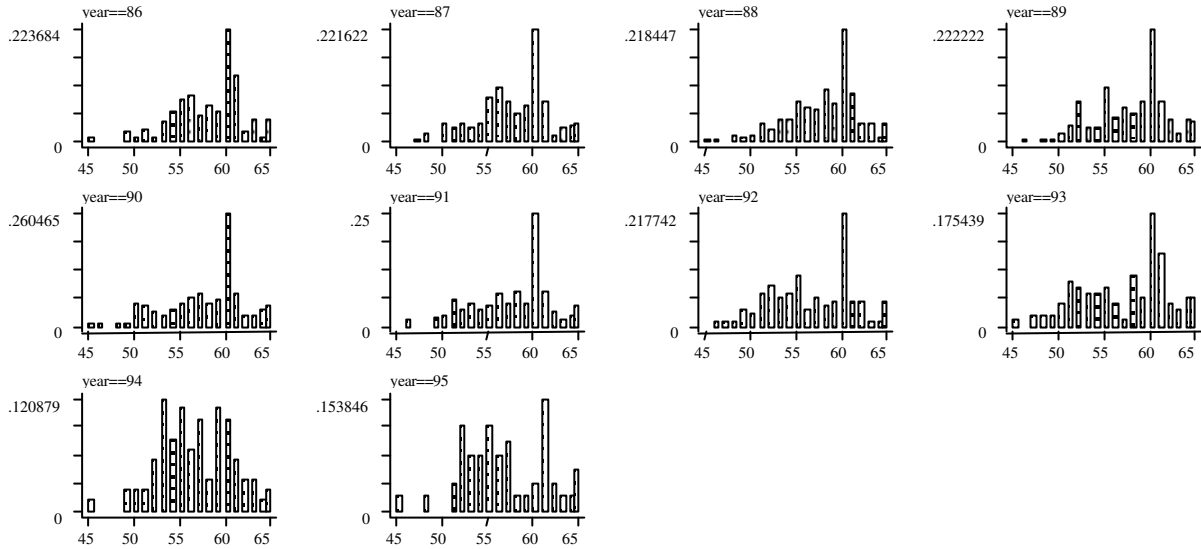 year==86 year==87 year==88 year==89
.223684 .221622 .218447 .222222
0 0 0 0
45 50 55 60 65 45 50 55 60 65 45 50 55 60 65 45 50 55 60 65
year==90 year==91 year==92 year==93
.260465 .25 .217742 .175439
0 0 0 0
45 50 55 60 65 45 50 55 60 65 45 50 55 60 65 45 50 55 60 65
year==94 year==95
.120879 .153846
0 0
45 50 55 60 65 45 50 55 60 65